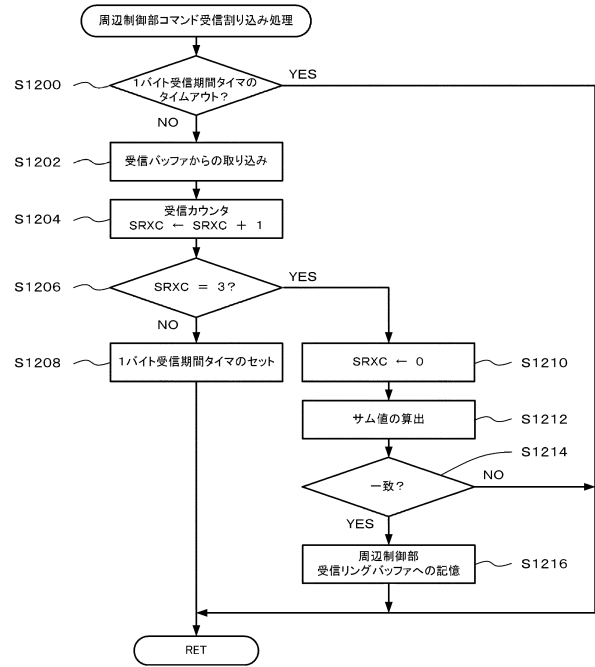 周辺制御部コマンド受信割り込み処理
S1200
1バイト受信期間タイマの
タイムアウト?
YES
NO
S1202
受信バッファからの取り込み
S1204
受信カウンタ
SRXC ← SRXC + 1
S1206
SRXC = 3?
YES
NO
S1208
1バイト受信期間タイマのセット
SRXC ← 0
S1210
サム値の算出
S1212
S1214
一致?
NO
YES
周辺制御部
受信リングバッファへの記憶
S1216
RET